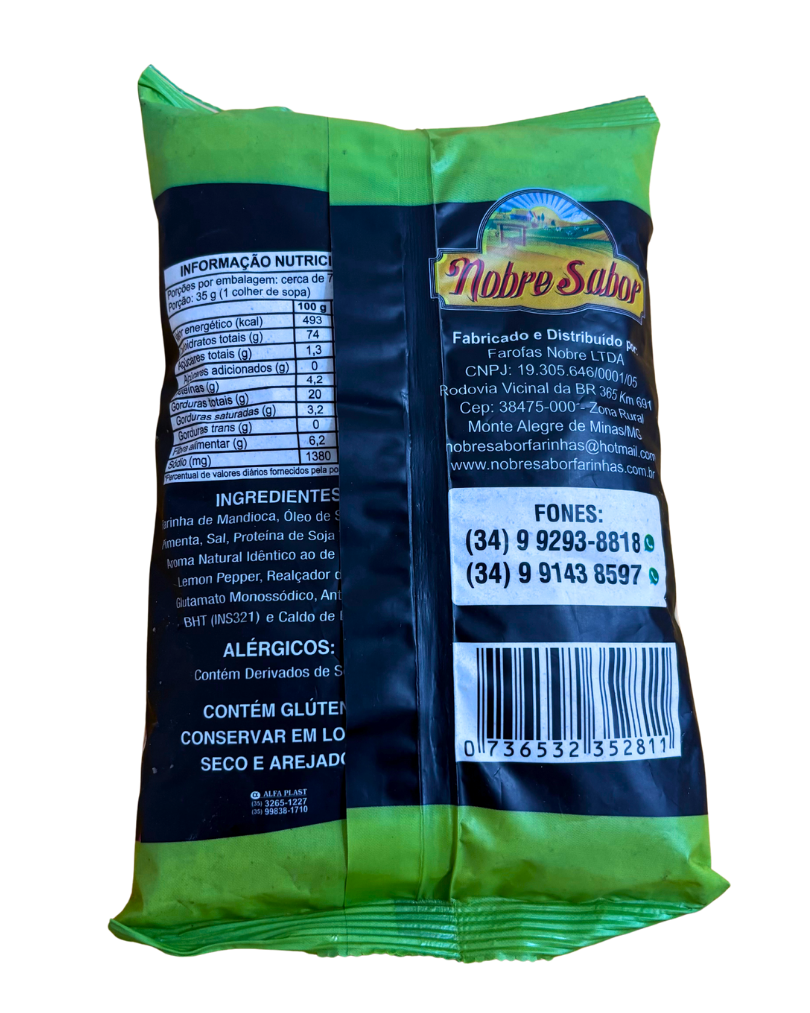 INFORMAÇÃO NUTRICI
Porções por embalagem: cerca de 7
Porção: 35 g (1 colher de sopa)
100 g
energético (kcal) 493
totais (g) 74
totais (g) 1,3
adicionados (g) 0
(g) 4,2
Gorduras totais (g) 20
Gorduras saturadas (g) 3,2
Gorduras trans (g) 0
Fibra alimentar (g) 6,2
Sódio (mg) 1380
Percentual de valores diários fornecidos pela po
INGREDIENTES
arinha de Mandioca, Óleo de S
imenta, Sal, Proteína de Soja
Aroma Natural Idêntico ao de
Lemon Pepper, Realçador d
Glutamato Monossódico, Ant
BHT (INS321) e Caldo de
ALÉRGICOS:
Contém Derivados de S
CONTÉM GLÚTEN
CONSERVAR EM LO
SECO E AREJADO
ALFA PLAST
(35) 3265-1227
(35) 99838-1710
Nobre Sabor
Fabricado e Distribuído por:
Farofas Nobre LTDA
CNPJ: 19.305.646/0001/05
Rodovia Vicinal da BR 365 Km 691
Cep: 38475-000 - Zona Rural
Monte Alegre de Minas/MG
nobresaborfarinhas@hotmail.com
www.nobresaborfarinhas.com.br
FONES:
(34) 9 9293-8818
(34) 9 9143 8597
0 736532 352811